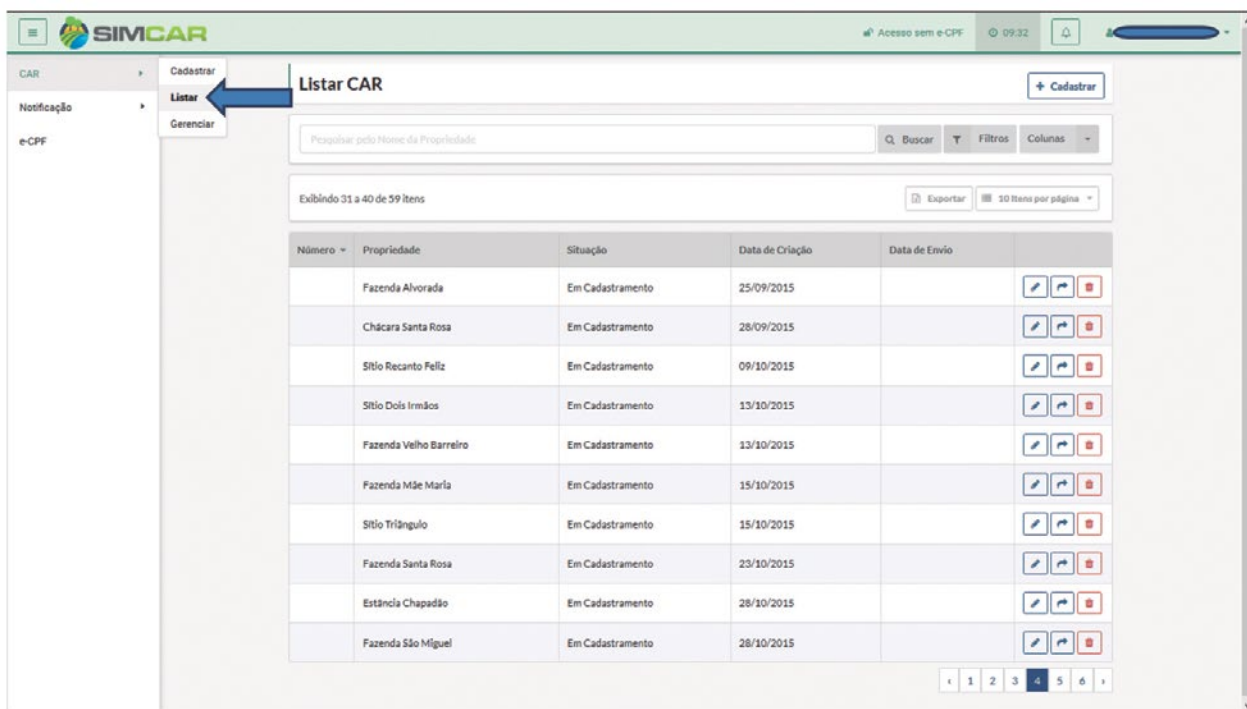 SIMCAR
Acesso sem e-CPF
09:32
CAR
Notificação
e-CPF
Cadastrar
Listar
Gerenciar
Listar CAR
+ Cadastrar
Pesquisar pelo Nome da Propriedade
Buscar
Filtros
Colunas
Exibindo 31 a 40 de 59 itens
Exportar
10 Itens por página
Número Propriedade Situação Data de Criação Data de Envio
Fazenda Alvorada Em Cadastramento 25/09/2015
Chácara Santa Rosa Em Cadastramento 28/09/2015
Sítio Recanto Feliz Em Cadastramento 09/10/2015
Sítio Dois Irmãos Em Cadastramento 13/10/2015
Fazenda Velho Barreiro Em Cadastramento 13/10/2015
Fazenda Mãe Maria Em Cadastramento 15/10/2015
Sítio Triângulo Em Cadastramento 15/10/2015
Fazenda Santa Rosa Em Cadastramento 23/10/2015
Estância Chapadão Em Cadastramento 28/10/2015
Fazenda São Miguel Em Cadastramento 28/10/2015
‹ 1 2 3 4 5 6 ›